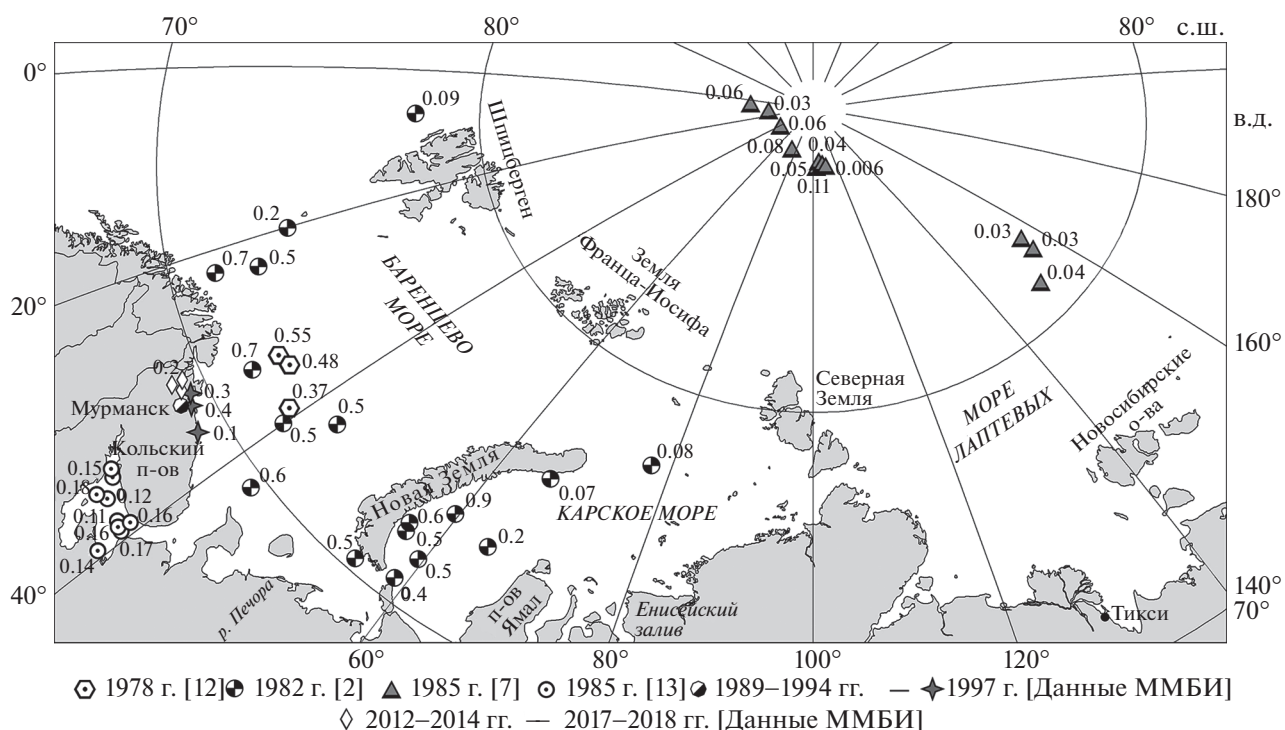 70°
80°
80°
с.ш.
0°
0.09
0.06
0.03
0.06
0.08
0.04
0.05
0.006
0.11
Шпицберген
в.д.
180°
0.2
0.7
0.5
БАРЕНЦЕВО
МОРЕ
Земля
Франца-Иосифа
0.03
0.03
0.04
20°
0.55
0.7
0.48
0.37
0.5
0.5
160°
0.2
0.3
Мурманск
0.4
0.1
Кольский
п-ов
Северная
Земля
МОРЕ
ЛАПТЕВЫХ
Новосибирские
о-ва
0.15
0.18
0.12
0.11
0.16
0.16
0.17
0.14
0.6
Новая Земля
0.08
0.07
0.9
КАРСКОЕ МОРЕ
0.6
0.5
0.2
0.5
0.5
0.4
40°
р. Печора
п-ов
Ямал
Енисейский
залив
Тикси
140°
70°
60°
80°
100°
120°
1978 г. [12] 1982 г. [2] 1985 г. [7] 1985 г. [13] 1989–1994 гг. — 1997 г. [Данные ММБИ]
2012–2014 гг. — 2017–2018 гг. [Данные ММБИ]